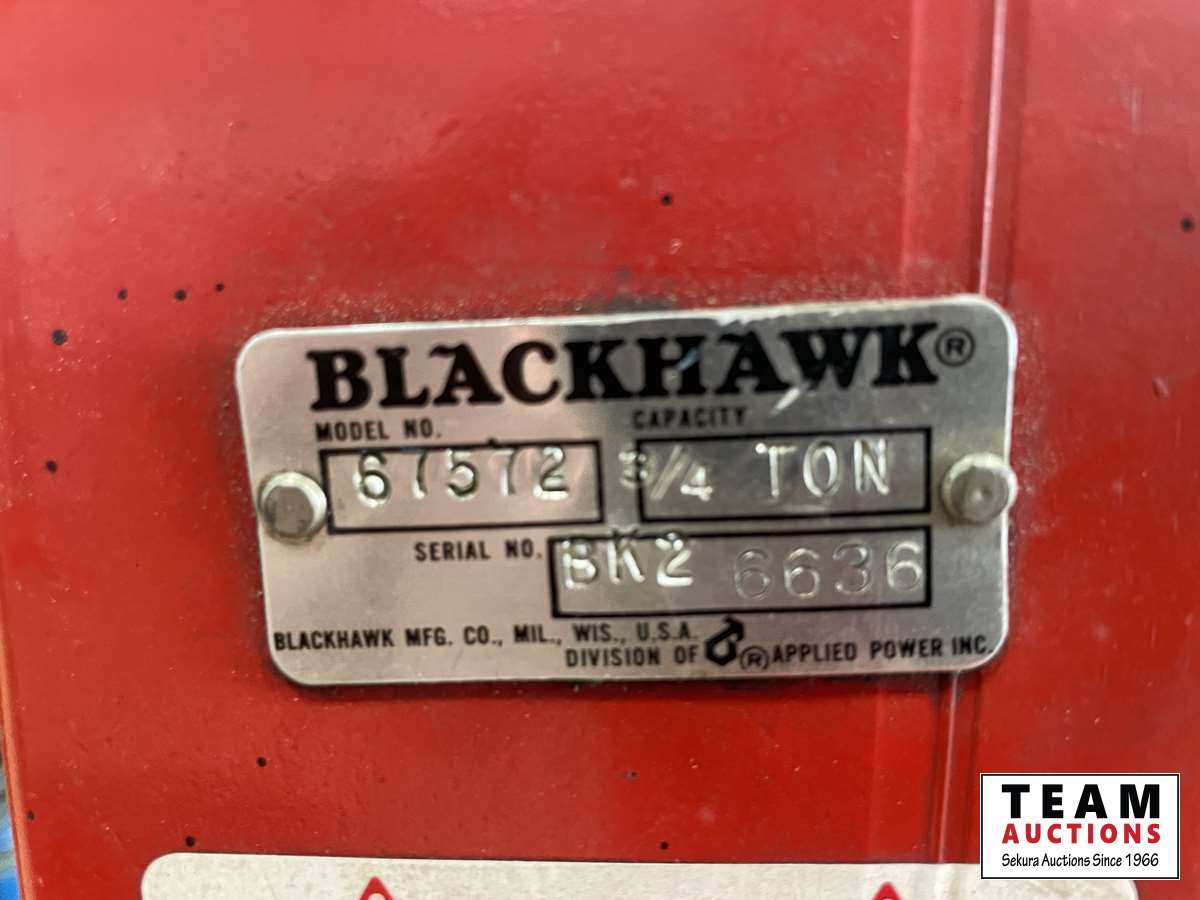 BLACKHAWK®
MODEL NO. CAPACITY
67572 3/4 TON
SERIAL NO. BK2 6636
BLACKHAWK MFG. CO., MIL., WIS., U.S.A.
DIVISION OF ® APPLIED POWER INC.
TEAM
AUCTIONS
Sekura Auctions Since 1966